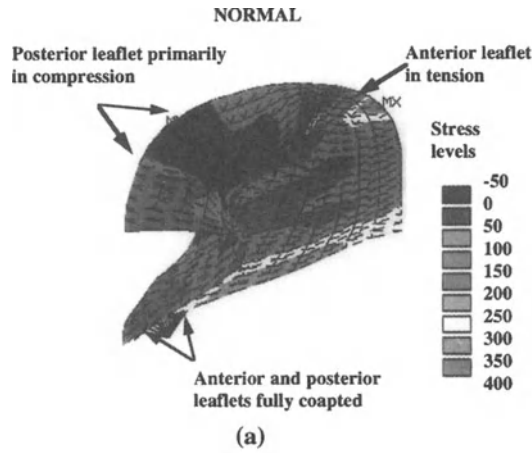 NORMAL
Posterior leaflet primarily
in compression
Anterior leaflet
in tension
MX
Stress
levels
-50
0
50
100
150
200
250
300
350
400
Anterior and posterior
leaflets fully coapted
(a)